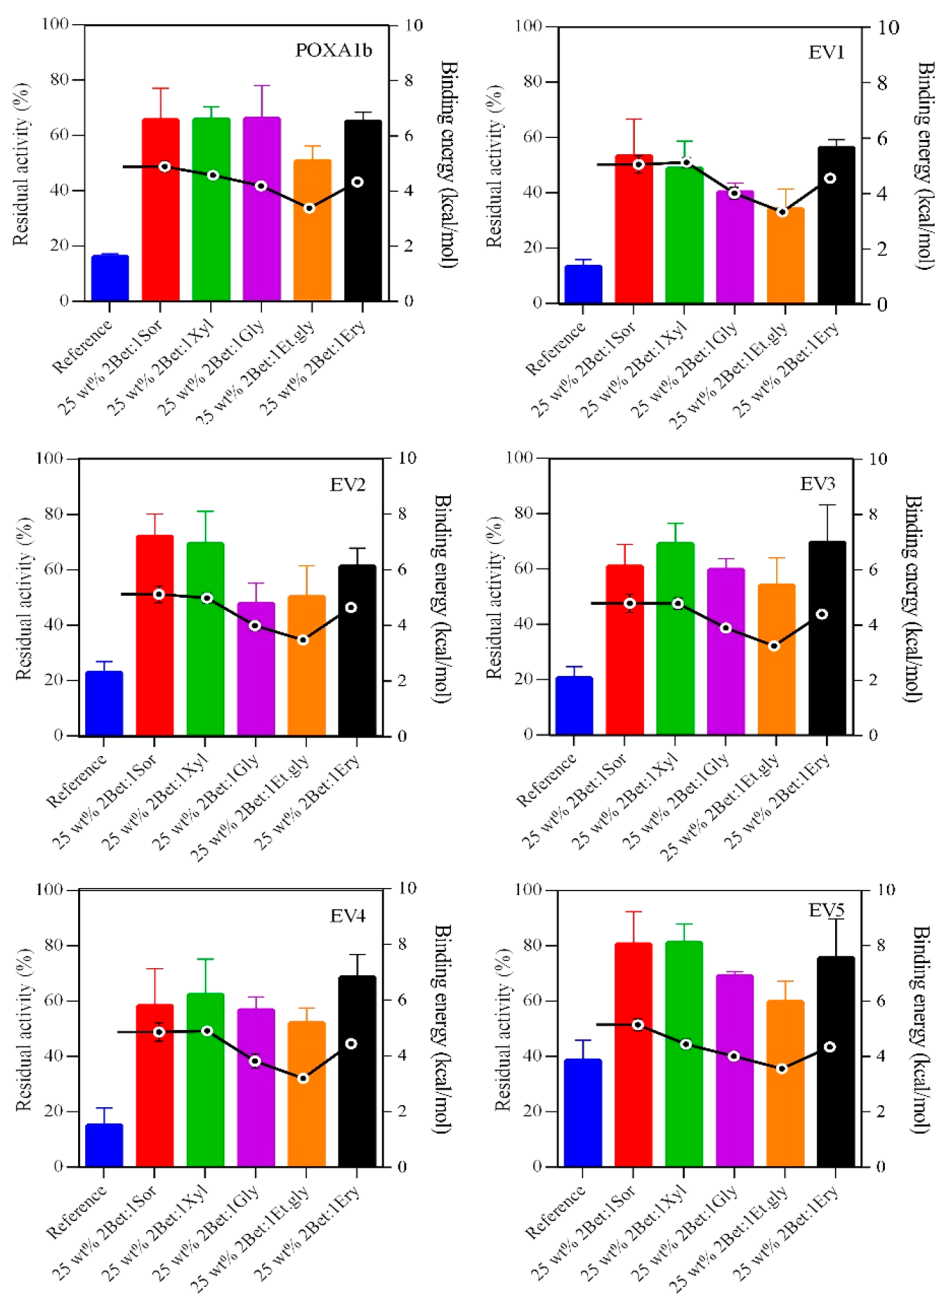 POXA1b
Residual activity (%)
100
80
60
40
20
0
10
8
6
4
2
0
Binding cnergy (kcal/mol)
Reference
25 wt% 2Bet:1Sor
25 wt% 2Bet:1Xyl
25 wt% 2Bet:1Gly
25 wt% 2Bet:1Et.gly
25 wt% 2Bet:1Ery
EV1
Residual activity (%)
100
80
60
40
20
0
10
8
6
4
2
0
Binding energy (kcal/mol)
Reference
25 wt% 2Bet:1Sor
25 wt% 2Bet:1Xyl
25 wt% 2Bet:1Gly
25 wt% 2Bet:1Et.gly
25 wt% 2Bet:1Ery
EV2
Residual activity (%)
100
80
60
40
20
0
10
8
6
4
2
0
Binding energy (kcal/mol)
Reference
25 wt% 2Bet:1Sor
25 wt% 2Bet:1Xyl
25 wt% 2Bet:1Gly
25 wt% 2Bet:1Et.gly
25 wt% 2Bet:1Ery
EV3
Residual activity (%)
100
80
60
40
20
0
10
8
6
4
2
0
Binding cnergy (kcal/mol)
Reference
25 wt% 2Bet:1Sor
25 wt% 2Bet:1Xyl
25 wt% 2Bet:1Gly
25 wt% 2Bet:1Et.gly
25 wt% 2Bet:1Ery
EV4
Residual activity (%)
100
80
60
40
20
0
10
8
6
4
2
0
Binding energy (kcal/mol)
Reference
25 wt% 2Bet:1Sor
25 wt% 2Bet:1Xyl
25 wt% 2Bet:1Gly
25 wt% 2Bet:1Et.gly
25 wt% 2Bet:1Ery
EV5
Residual activity (%)
100
80
60
40
20
0
10
8
6
4
2
0
Binding energy (kcal/mol)
Reference
25 wt% 2Bet:1Sor
25 wt% 2Bet:1Xyl
25 wt% 2Bet:1Gly
25 wt% 2Bet:1Et.gly
25 wt% 2Bet:1Ery